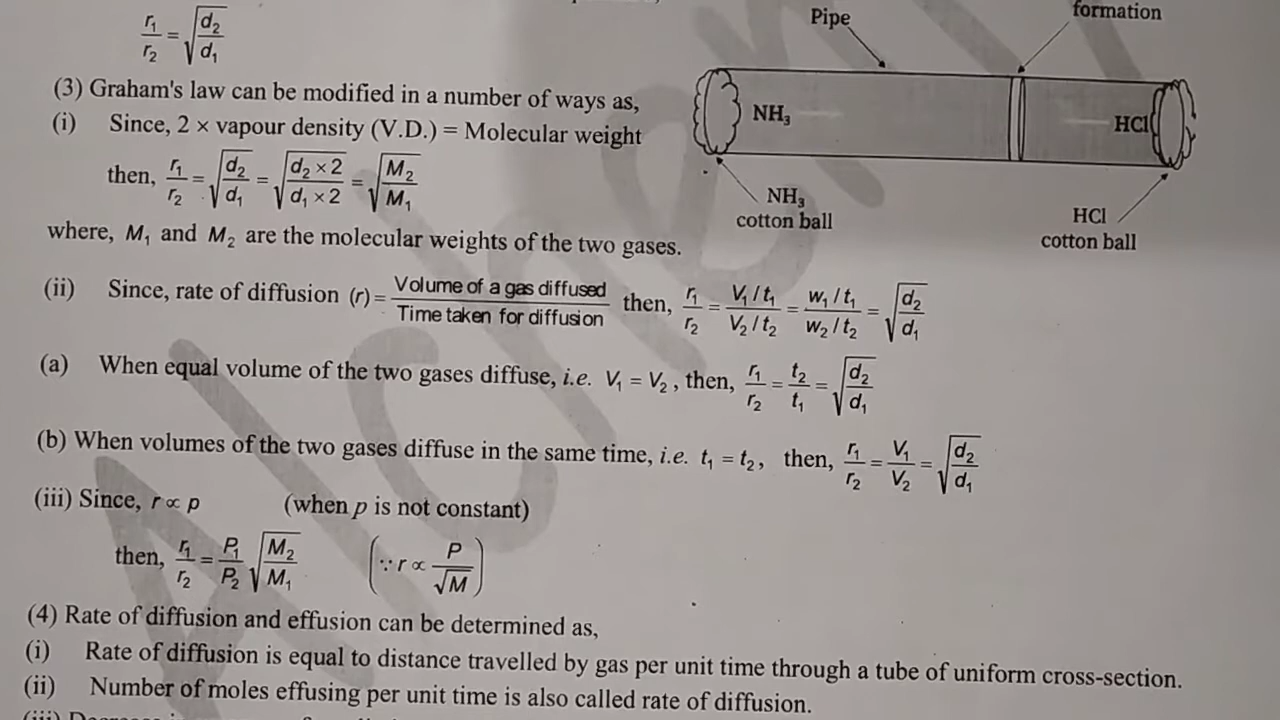 r₁/r₂ = √(d₂/d₁)
Pipe
formation
(3) Graham's law can be modified in a number of ways as,
(i) Since, 2 × vapour density (V.D.) = Molecular weight
then, r₁/r₂ = √(d₂/d₁) = √((d₂ × 2)/(d₁ × 2)) = √(M₂/M₁)
where, M₁ and M₂ are the molecular weights of the two gases.
NH₃
HCl
NH₃
cotton ball
HCl
cotton ball
(ii) Since, rate of diffusion (r) = Volume of a gas diffused / Time taken for diffusion then, r₁/r₂ = (V₁/t₁)/(V₂/t₂) = (w₁/t₁)/(w₂/t₂) = √(d₂/d₁)
(a) When equal volume of the two gases diffuse, i.e. V₁ = V₂, then, r₁/r₂ = t₂/t₁ = √(d₂/d₁)
(b) When volumes of the two gases diffuse in the same time, i.e. t₁ = t₂, then, r₁/r₂ = V₁/V₂ = √(d₂/d₁)
(iii) Since, r ∝ p (when p is not constant)
then, r₁/r₂ = P₁/P₂ √(M₂/M₁) (∵ r ∝ P/√M)
(4) Rate of diffusion and effusion can be determined as,
(i) Rate of diffusion is equal to distance travelled by gas per unit time through a tube of uniform cross-section.
(ii) Number of moles effusing per unit time is also called rate of diffusion.